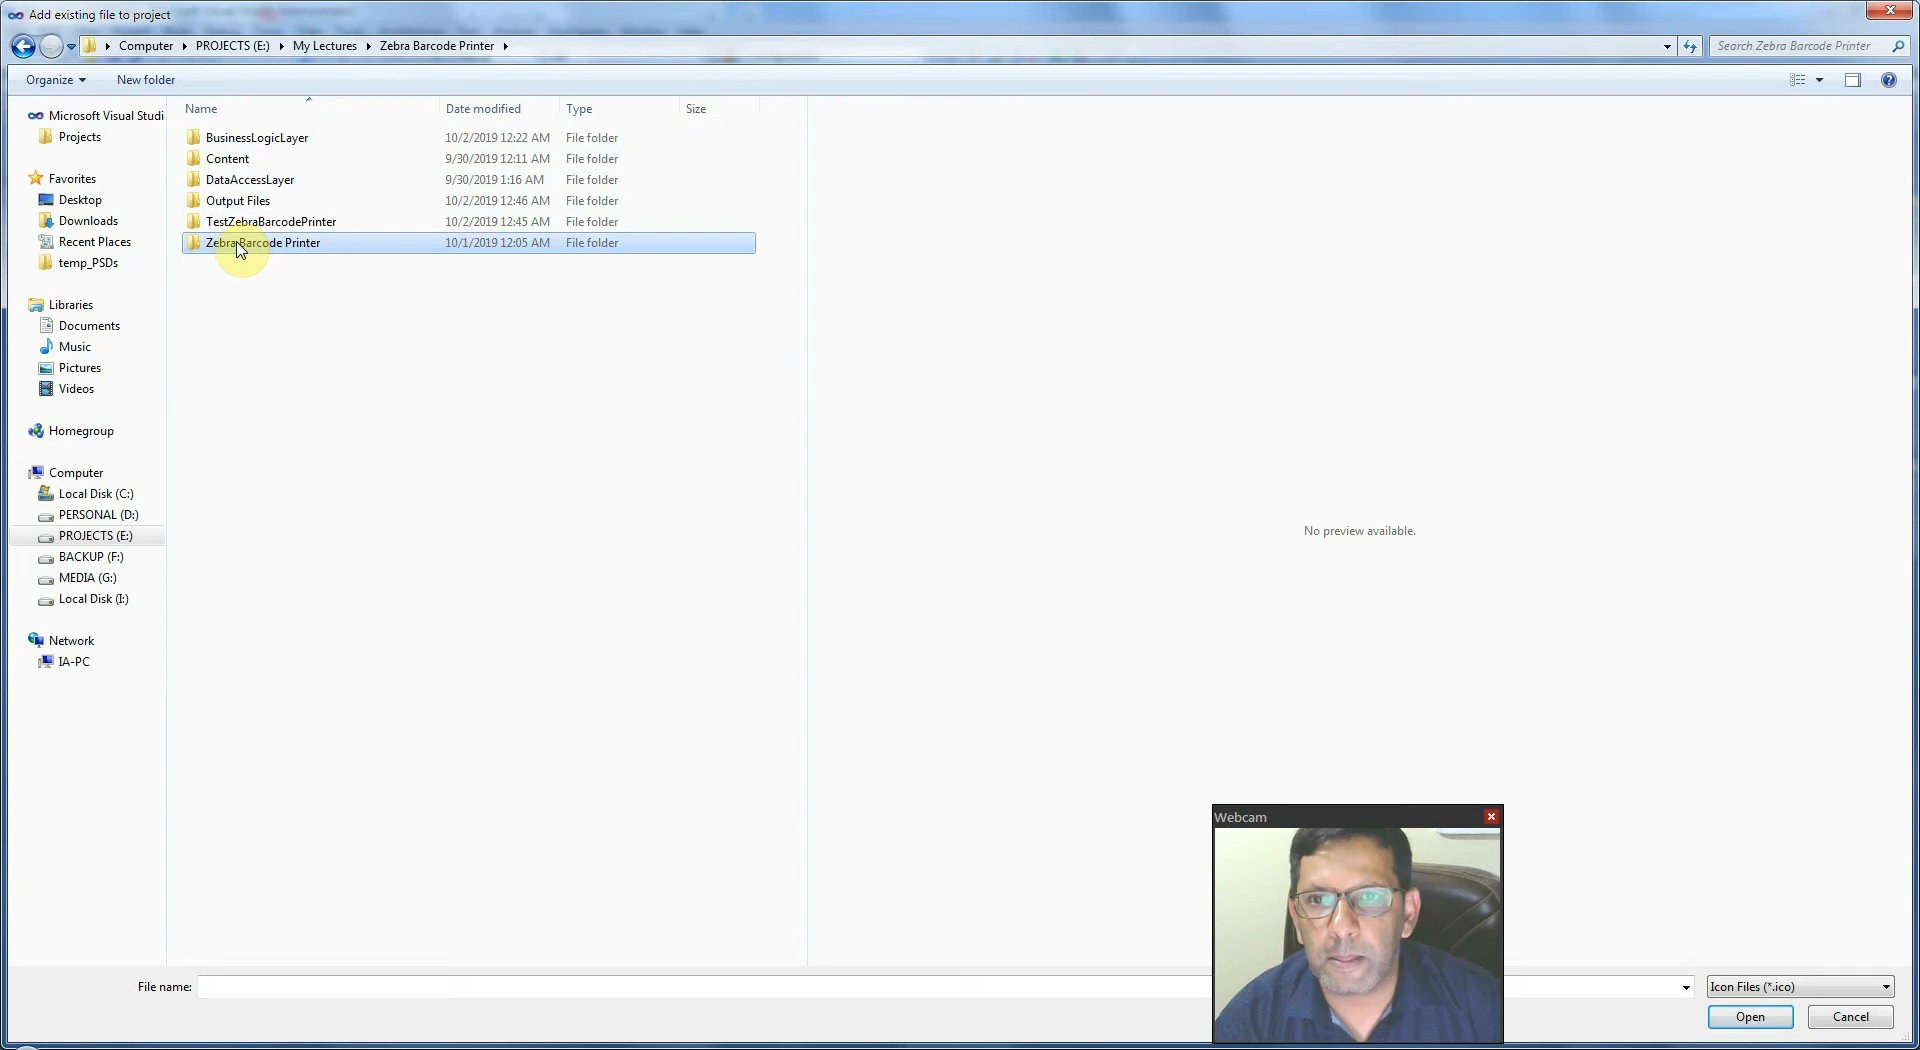 Add existing file to project
Computer PROJECTS (E:) My Lectures Zebra Barcode Printer
Search Zebra Barcode Printer
Organize New folder
Name Date modified Type Size
Microsoft Visual Studi
Projects
Favorites
Desktop
Downloads
Recent Places
temp_PSDs
Libraries
Documents
Music
Pictures
Videos
Homegroup
Computer
Local Disk (C:)
PERSONAL (D:)
PROJECTS (E:)
BACKUP (F:)
MEDIA (G:)
Local Disk (I:)
Network
IA-PC
BusinessLogicLayer 10/2/2019 12:22 AM File folder
Content 9/30/2019 12:11 AM File folder
DataAccessLayer 9/30/2019 1:16 AM File folder
Output Files 10/2/2019 12:46 AM File folder
TestZebraBarcodePrinter 10/2/2019 12:45 AM File folder
Zebra Barcode Printer 10/1/2019 12:05 AM File folder
No preview available.
Webcam
File name:
Icon Files (*.ico)
Open Cancel